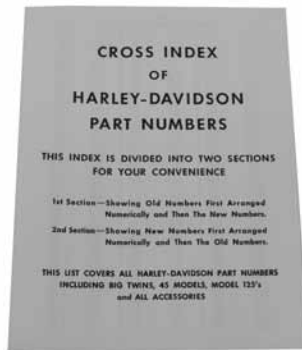 CROSS INDEX
OF
HARLEY-DAVIDSON
PART NUMBERS
THIS INDEX IS DIVIDED INTO TWO SECTIONS
FOR YOUR CONVENIENCE
1st Section—Showing Old Numbers First Arranged
Numerically and Then The New Numbers.
2nd Section—Showing New Numbers First Arranged
Numerically and Then The Old Numbers.
THIS LIST COVERS ALL HARLEY-DAVIDSON PART NUMBERS
INCLUDING BIG TWINS, 45 MODELS, MODEL 125's
and ALL ACCESSORIES